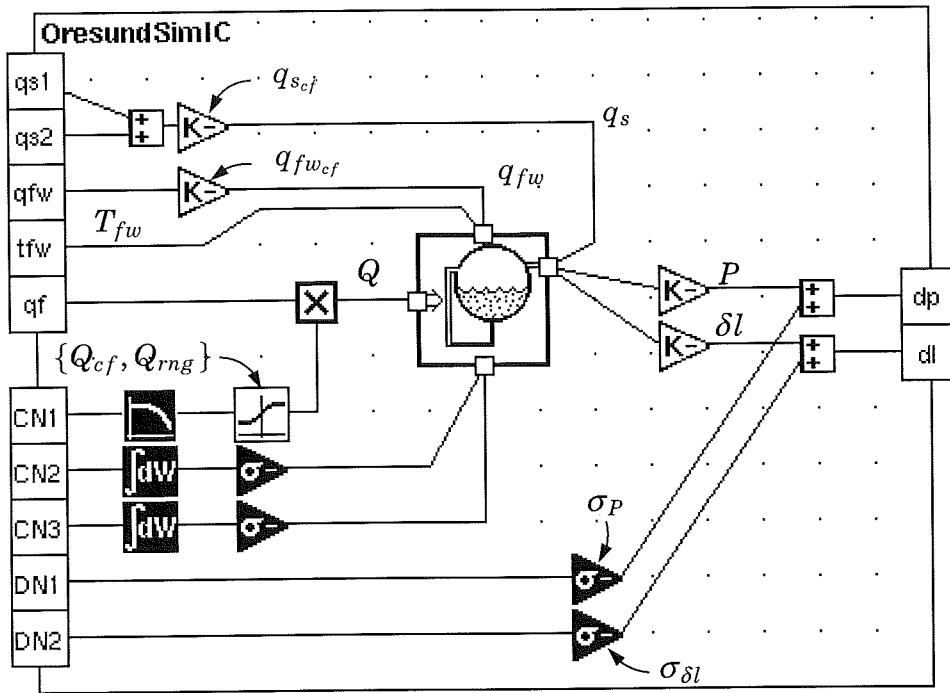 OresundSimIC
qs1
qs2
qfw
tfw
qf
CN1
CN2
CN3
DN1
DN2
q_{s_{cf}}
K-
q_s
q_{fw_{cf}}
K-
q_{fw}
T_{fw}
Q
×
{Q_{cf}, Q_{rng}}
∫dW
σ-
∫dW
σ-
K-
P
K-
δl
+
+
+
+
+
+
dp
dl
σ_P
σ-
σ-
σ_{δl}